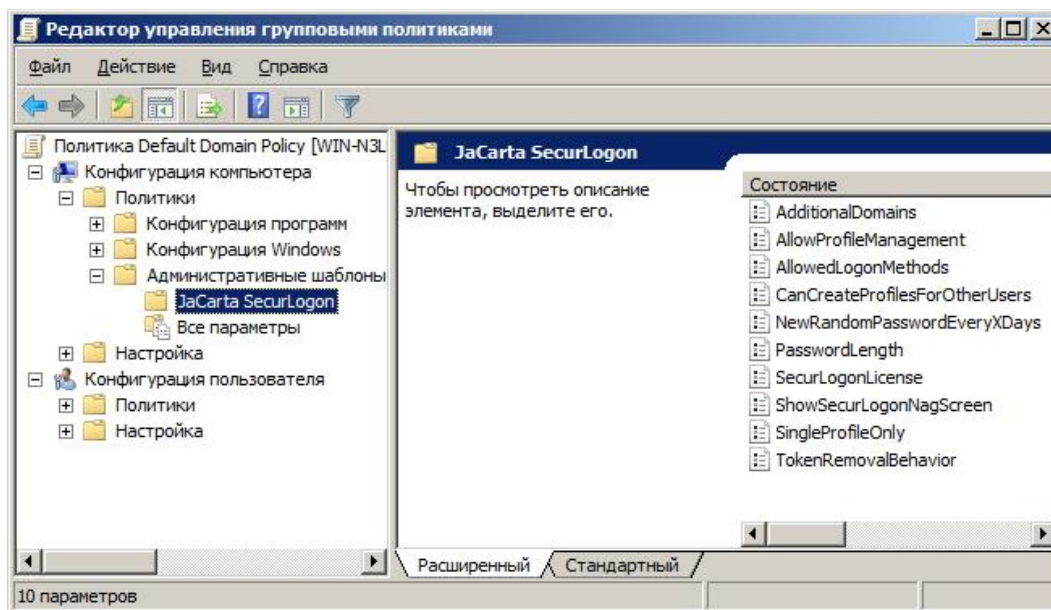 Редактор управления групповыми политиками
Файл Действие Вид Справка
Политика Default Domain Policy [WIN-N3L
Конфигурация компьютера
Политики
Конфигурация программ
Конфигурация Windows
Административные шаблоны
JaCarta SecurLogon
Все параметры
Настройка
Конфигурация пользователя
Политики
Настройка
JaCarta SecurLogon
Чтобы просмотреть описание
элемента, выделите его.
Состояние
AdditionalDomains
AllowProfileManagement
AllowedLogonMethods
CanCreateProfilesForOtherUsers
NewRandomPasswordEveryXDays
PasswordLength
SecurLogonLicense
ShowSecurLogonNagScreen
SingleProfileOnly
TokenRemovalBehavior
Расширенный Стандартный
10 параметров